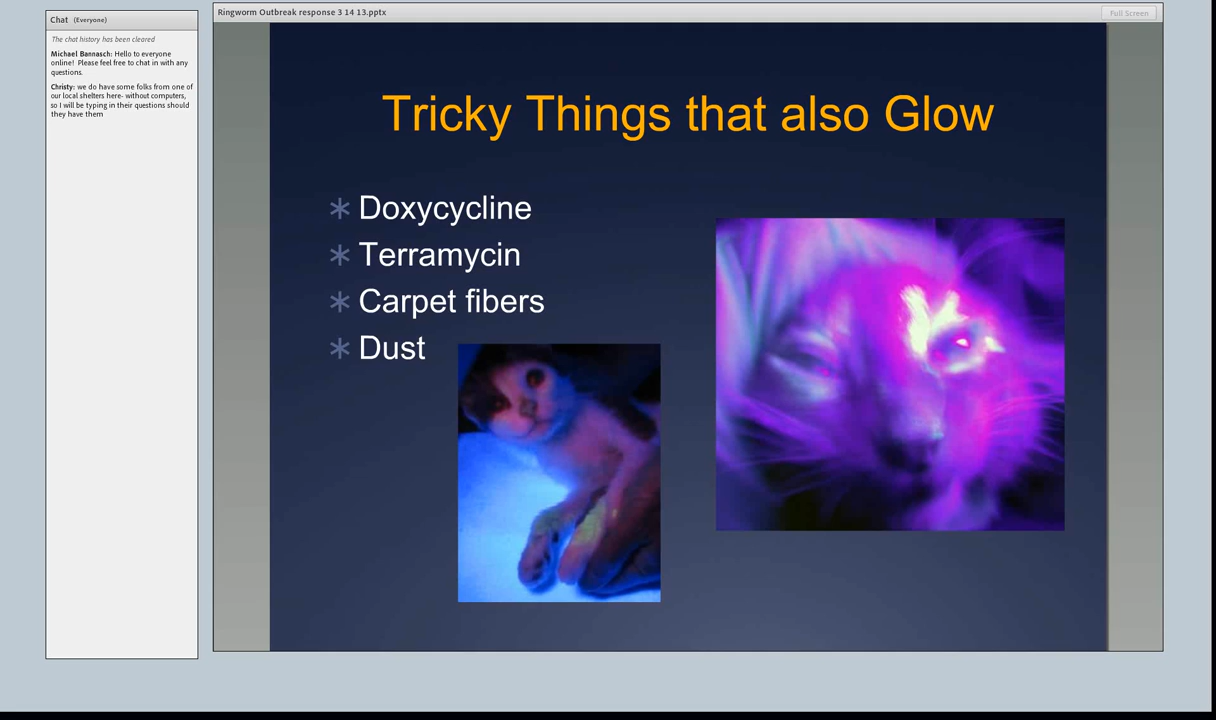 Chat (Everyone)
The chat history has been cleared
Michael Bannasch: Hello to everyone
online! Please feel free to chat in with any
questions.
Christy: we do have some folks from one of
our local shelters here- without computers,
so I will be typing in their questions should
they have them
Ringworm Outbreak response 3 14 13.pptx
Full Screen
Tricky Things that also Glow
Doxycycline
Terramycin
Carpet fibers
Dust